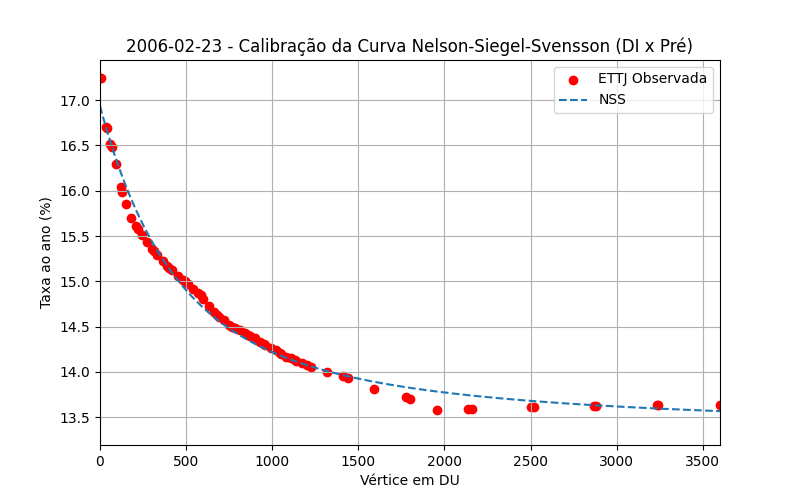 2006-02-23 - Calibração da Curva Nelson-Siegel-Svensson (DI x Pré)
ETTJ Observada
NSS
Taxa ao ano (%)
17.0
16.5
16.0
15.5
15.0
14.5
14.0
13.5
0 500 1000 1500 2000 2500 3000 3500
Vértice em DU